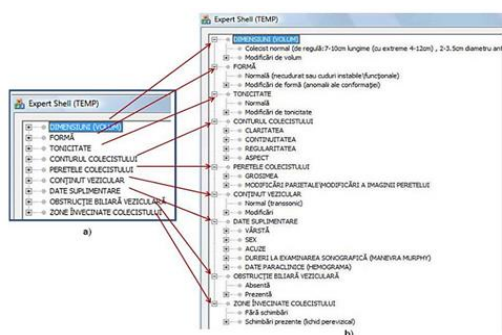 Expert Shell (TEMP)
DIMENSIUNI (VOLUM)
FORMĂ
TONICITATE
CONTURUL COLECISTULUI
PERETELE COLECISTULUI
CONȚINUT VEZICULAR
DATE SUPLIMENTARE
OBSTRUCȚIE BILIARĂ VEZICULARĂ
ZONE ÎNVECINATE COLECISTULUI
a)
Expert Shell (TEMP)
DIMENSIUNI (VOLUM)
Colecist normal (de regulă:7-10cm lungime (cu extreme 4-12cm) , 2-3.5cm diametru ant
Modificări de volum
FORMĂ
Normală (necudurat sau cuduri instabile\funcționale)
Modificări de formă (anomalii ale conformației)
TONICITATE
Normală
Modificări de tonicitate
CONTURUL COLECISTULUI
CLARITATEA
CONTINUITATEA
REGULARITATEA
ASPECT
PERETELE COLECISTULUI
GROSIMEA
MODIFICĂRI PARIETALE\MODIFICĂRI A IMAGINII PERETELUI
CONȚINUT VEZICULAR
Normal (transsonic)
Modificări
DATE SUPLIMENTARE
VÂRSTĂ
SEX
ACUZE
DURERI LA EXAMINAREA SONOGRAFICĂ (MANEVRA MURPHY)
DATE PARACLINICE (HEMOGRAMA)
OBSTRUCȚIE BILIARĂ VEZICULARĂ
Absentă
Prezentă
ZONE ÎNVECINATE COLECISTULUI
Fără schimbări
Schimbări prezente (lichid perevizical)
b)